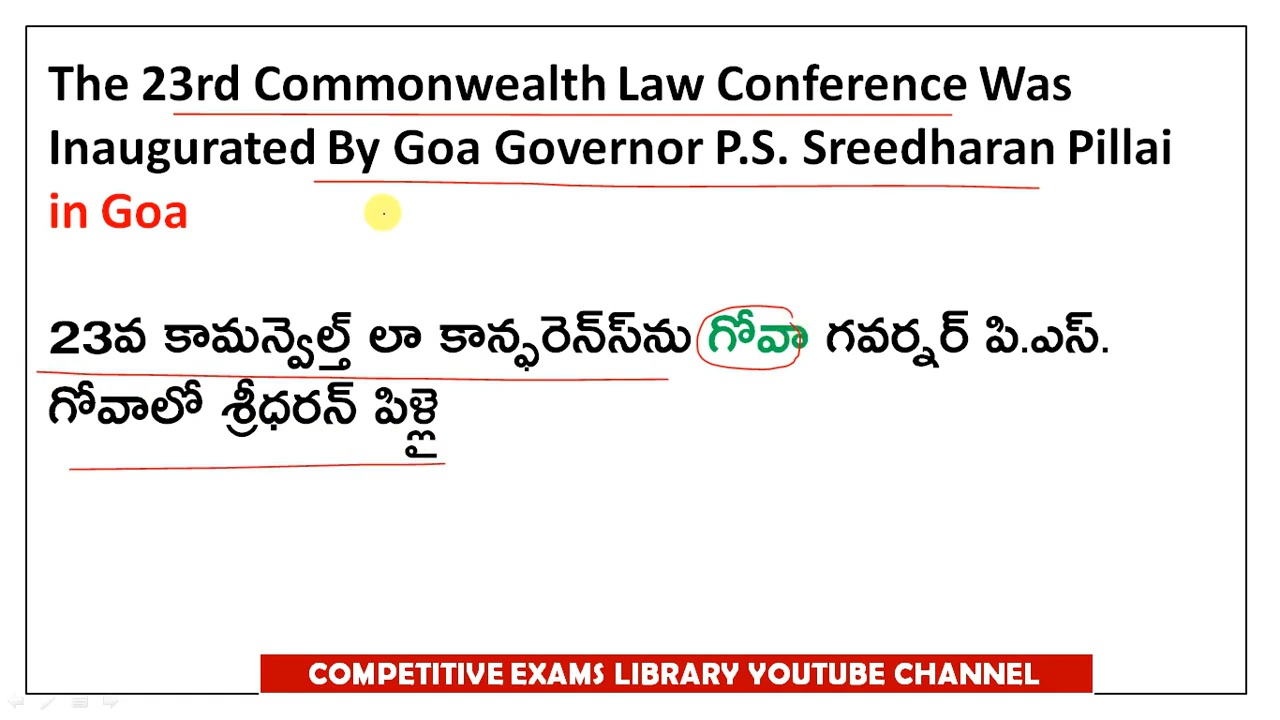 The 23rd Commonwealth Law Conference Was
Inaugurated By Goa Governor P.S. Sreedharan Pillai
in Goa
23వ కామన్వెల్త్ లా కాన్ఫరెన్స్‌ను గోవా గవర్నర్ పి.ఎస్.
గోవాలో శ్రీధరన్ పిళ్లై
COMPETITIVE EXAMS LIBRARY YOUTUBE CHANNEL